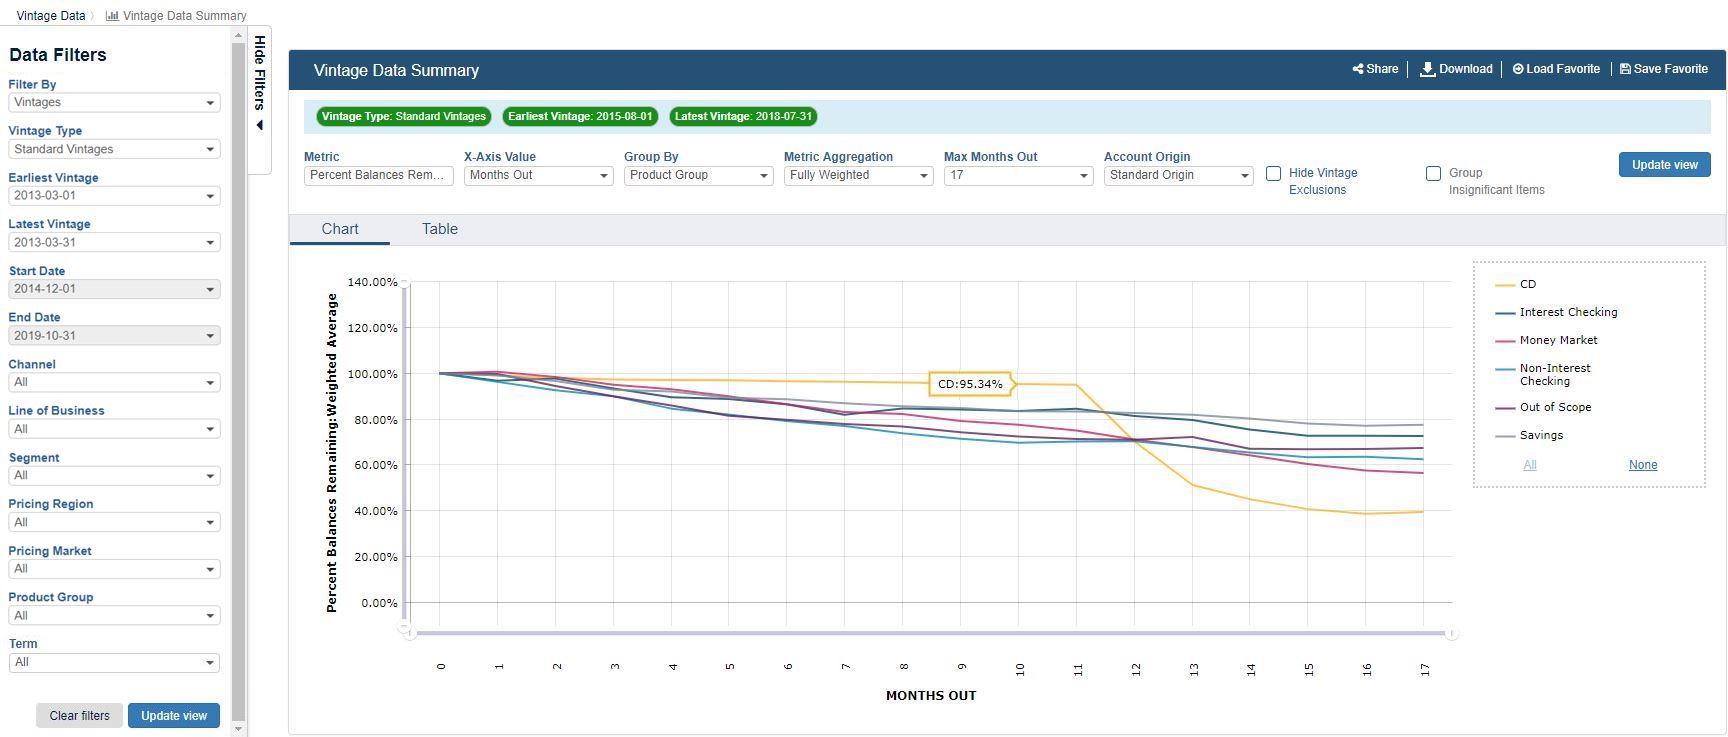 Vintage Data 〉 Vintage Data Summary
Data Filters
Filter By
Vintages
Vintage Type
Standard Vintages
Earliest Vintage
2013-03-01
Latest Vintage
2013-03-31
Start Date
2014-12-01
End Date
2019-10-31
Channel
All
Line of Business
All
Segment
All
Pricing Region
All
Pricing Market
All
Product Group
All
Term
All
Clear filters Update view
Hide Filters
Vintage Data Summary
Share Download Load Favorite Save Favorite
Vintage Type: Standard Vintages Earliest Vintage: 2015-08-01 Latest Vintage: 2018-07-31
Metric X-Axis Value Group By Metric Aggregation Max Months Out Account Origin
Percent Balances Rem... Months Out Product Group Fully Weighted 17 Standard Origin
Hide Vintage
Exclusions
Group
Insignificant Items
Update view
Chart Table
Percent Balances Remaining:Weighted Average
140.00%
120.00%
100.00%
80.00%
60.00%
40.00%
20.00%
0.00%
CD:95.34%
0 1 2 3 4 5 6 7 8 9 10 11 12 13 14 15 16 17
MONTHS OUT
CD
Interest Checking
Money Market
Non-Interest
Checking
Out of Scope
Savings
All None